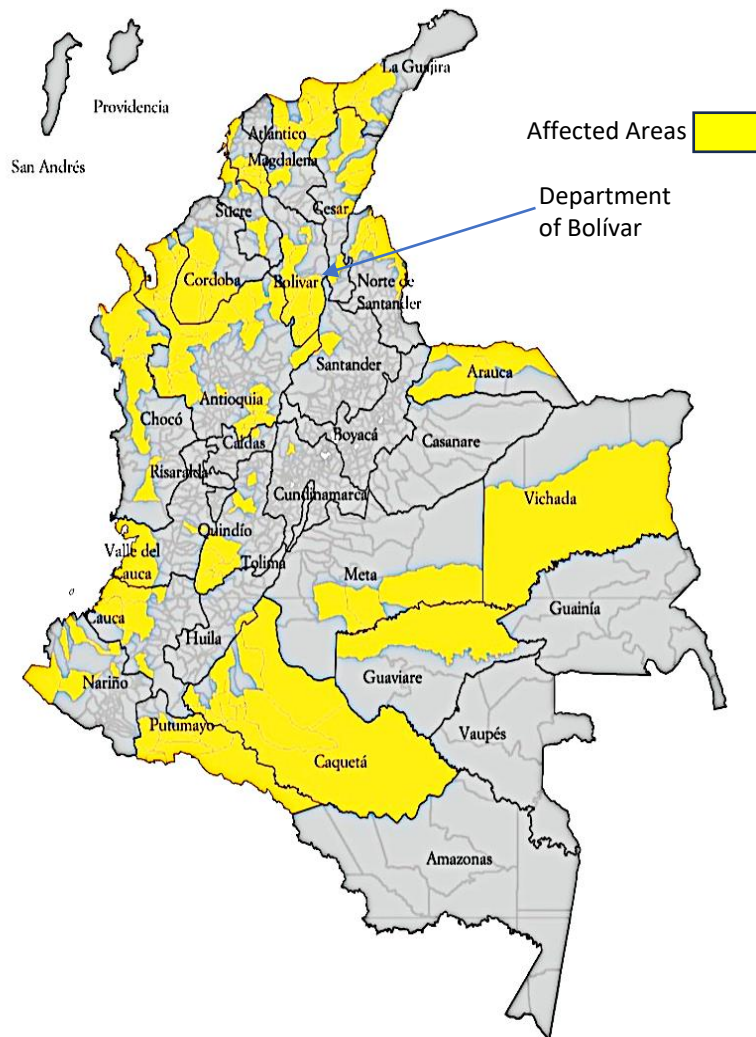 La Guajira
Providencia
San Andrés
Atlántico
Magdalena
Affected Areas
Cesar
Sucre
Department
of Bolívar
Cordoba
Bolivar
Norte de
Santander
Santander
Arauca
Antioquia
Chocó
Boyacá
Casanare
Caldas
Risaralda
Cundinamarca
Vichada
Quindío
Valle del
Cauca
Tolima
Meta
Guainía
Cauca
Huila
Guaviare
Nariño
Putumayo
Vaupés
Caquetá
Amazonas